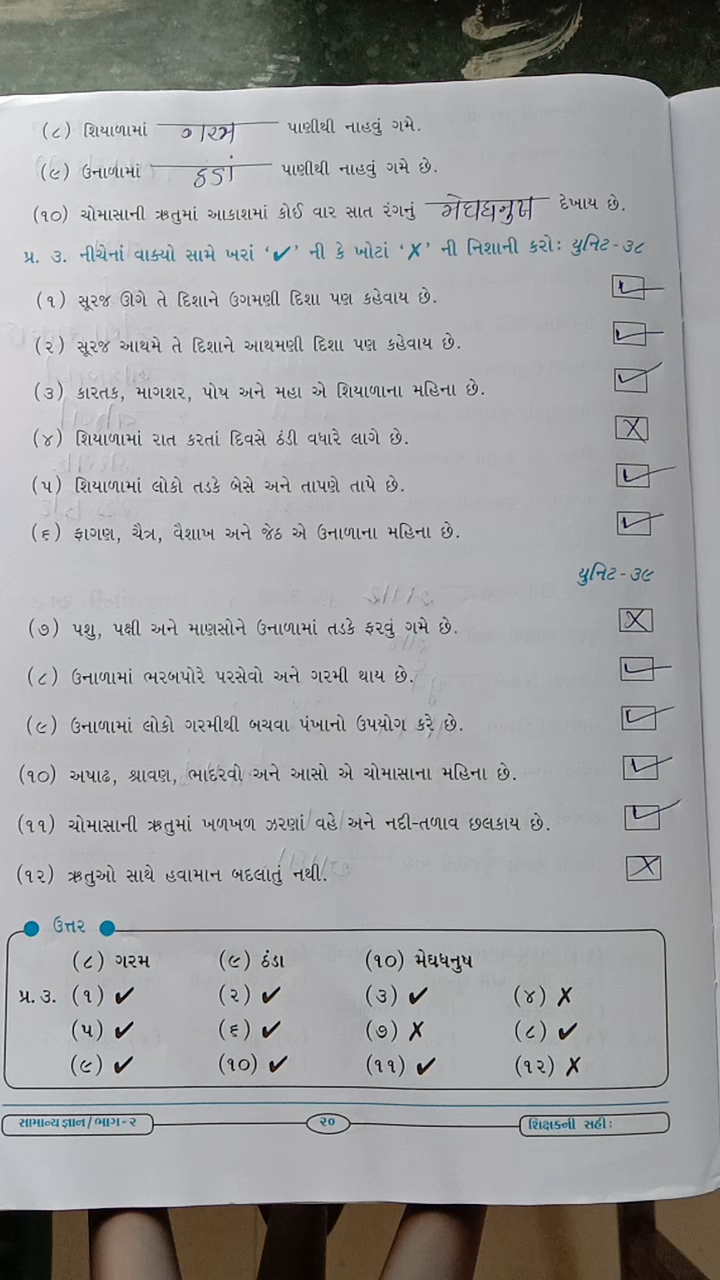 (૮) શિયાળામાં ગરમ પાણીથી નાહવું ગમે.
(૯) ઉનાળામાં ઠંડાં પાણીથી નાહવું ગમે છે.
(૧૦) ચોમાસાની ઋતુમાં આકાશમાં કોઈ વાર સાત રંગનું મેઘધનુષ દેખાય છે.
પ્ર. ૩. નીચેનાં વાક્યો સામે ખરાં ‘✔’ ની કે ખોટાં ‘✗’ ની નિશાની કરો: યુનિટ-૩૮
(૧) સૂરજ ઊગે તે દિશાને ઉગમણી દિશા પણ કહેવાય છે. ✓
(૨) સૂરજ આથમે તે દિશાને આથમણી દિશા પણ કહેવાય છે. ✓
(૩) કારતક, માગશર, પોષ અને મહા એ શિયાળાના મહિના છે. ✓
(૪) શિયાળામાં રાત કરતાં દિવસે ઠંડી વધારે લાગે છે. X
(૫) શિયાળામાં લોકો તડકે બેસે અને તાપણે તાપે છે. ✓
(૬) ફાગણ, ચૈત્ર, વૈશાખ અને જેઠ એ ઉનાળાના મહિના છે. ✓
યુનિટ-૩૯
(૭) પશુ, પક્ષી અને માણસોને ઉનાળામાં તડકે ફરવું ગમે છે. X
(૮) ઉનાળામાં ભરબપોરે પરસેવો અને ગરમી થાય છે. ✓
(૯) ઉનાળામાં લોકો ગરમીથી બચવા પંખાનો ઉપયોગ કરે છે. ✓
(૧૦) અષાઢ, શ્રાવણ, ભાદરવો અને આસો એ ચોમાસાના મહિના છે. ✓
(૧૧) ચોમાસાની ઋતુમાં ખળખળ ઝરણાં વહે અને નદી-તળાવ છલકાય છે. ✓
(૧૨) ઋતુઓ સાથે હવામાન બદલાતું નથી. X
ઉત્તર
(૮) ગરમ (૯) ઠંડા (૧૦) મેઘધનુષ
પ્ર. ૩. (૧) ✔ (૨) ✔ (૩) ✔ (૪) ✗
(૫) ✔ (૬) ✔ (૭) ✗ (૮) ✔
(૯) ✔ (૧૦) ✔ (૧૧) ✔ (૧૨) ✗
સામાન્ય જ્ઞાન/ભાગ-૨ ૨૦ શિક્ષકની સહી: